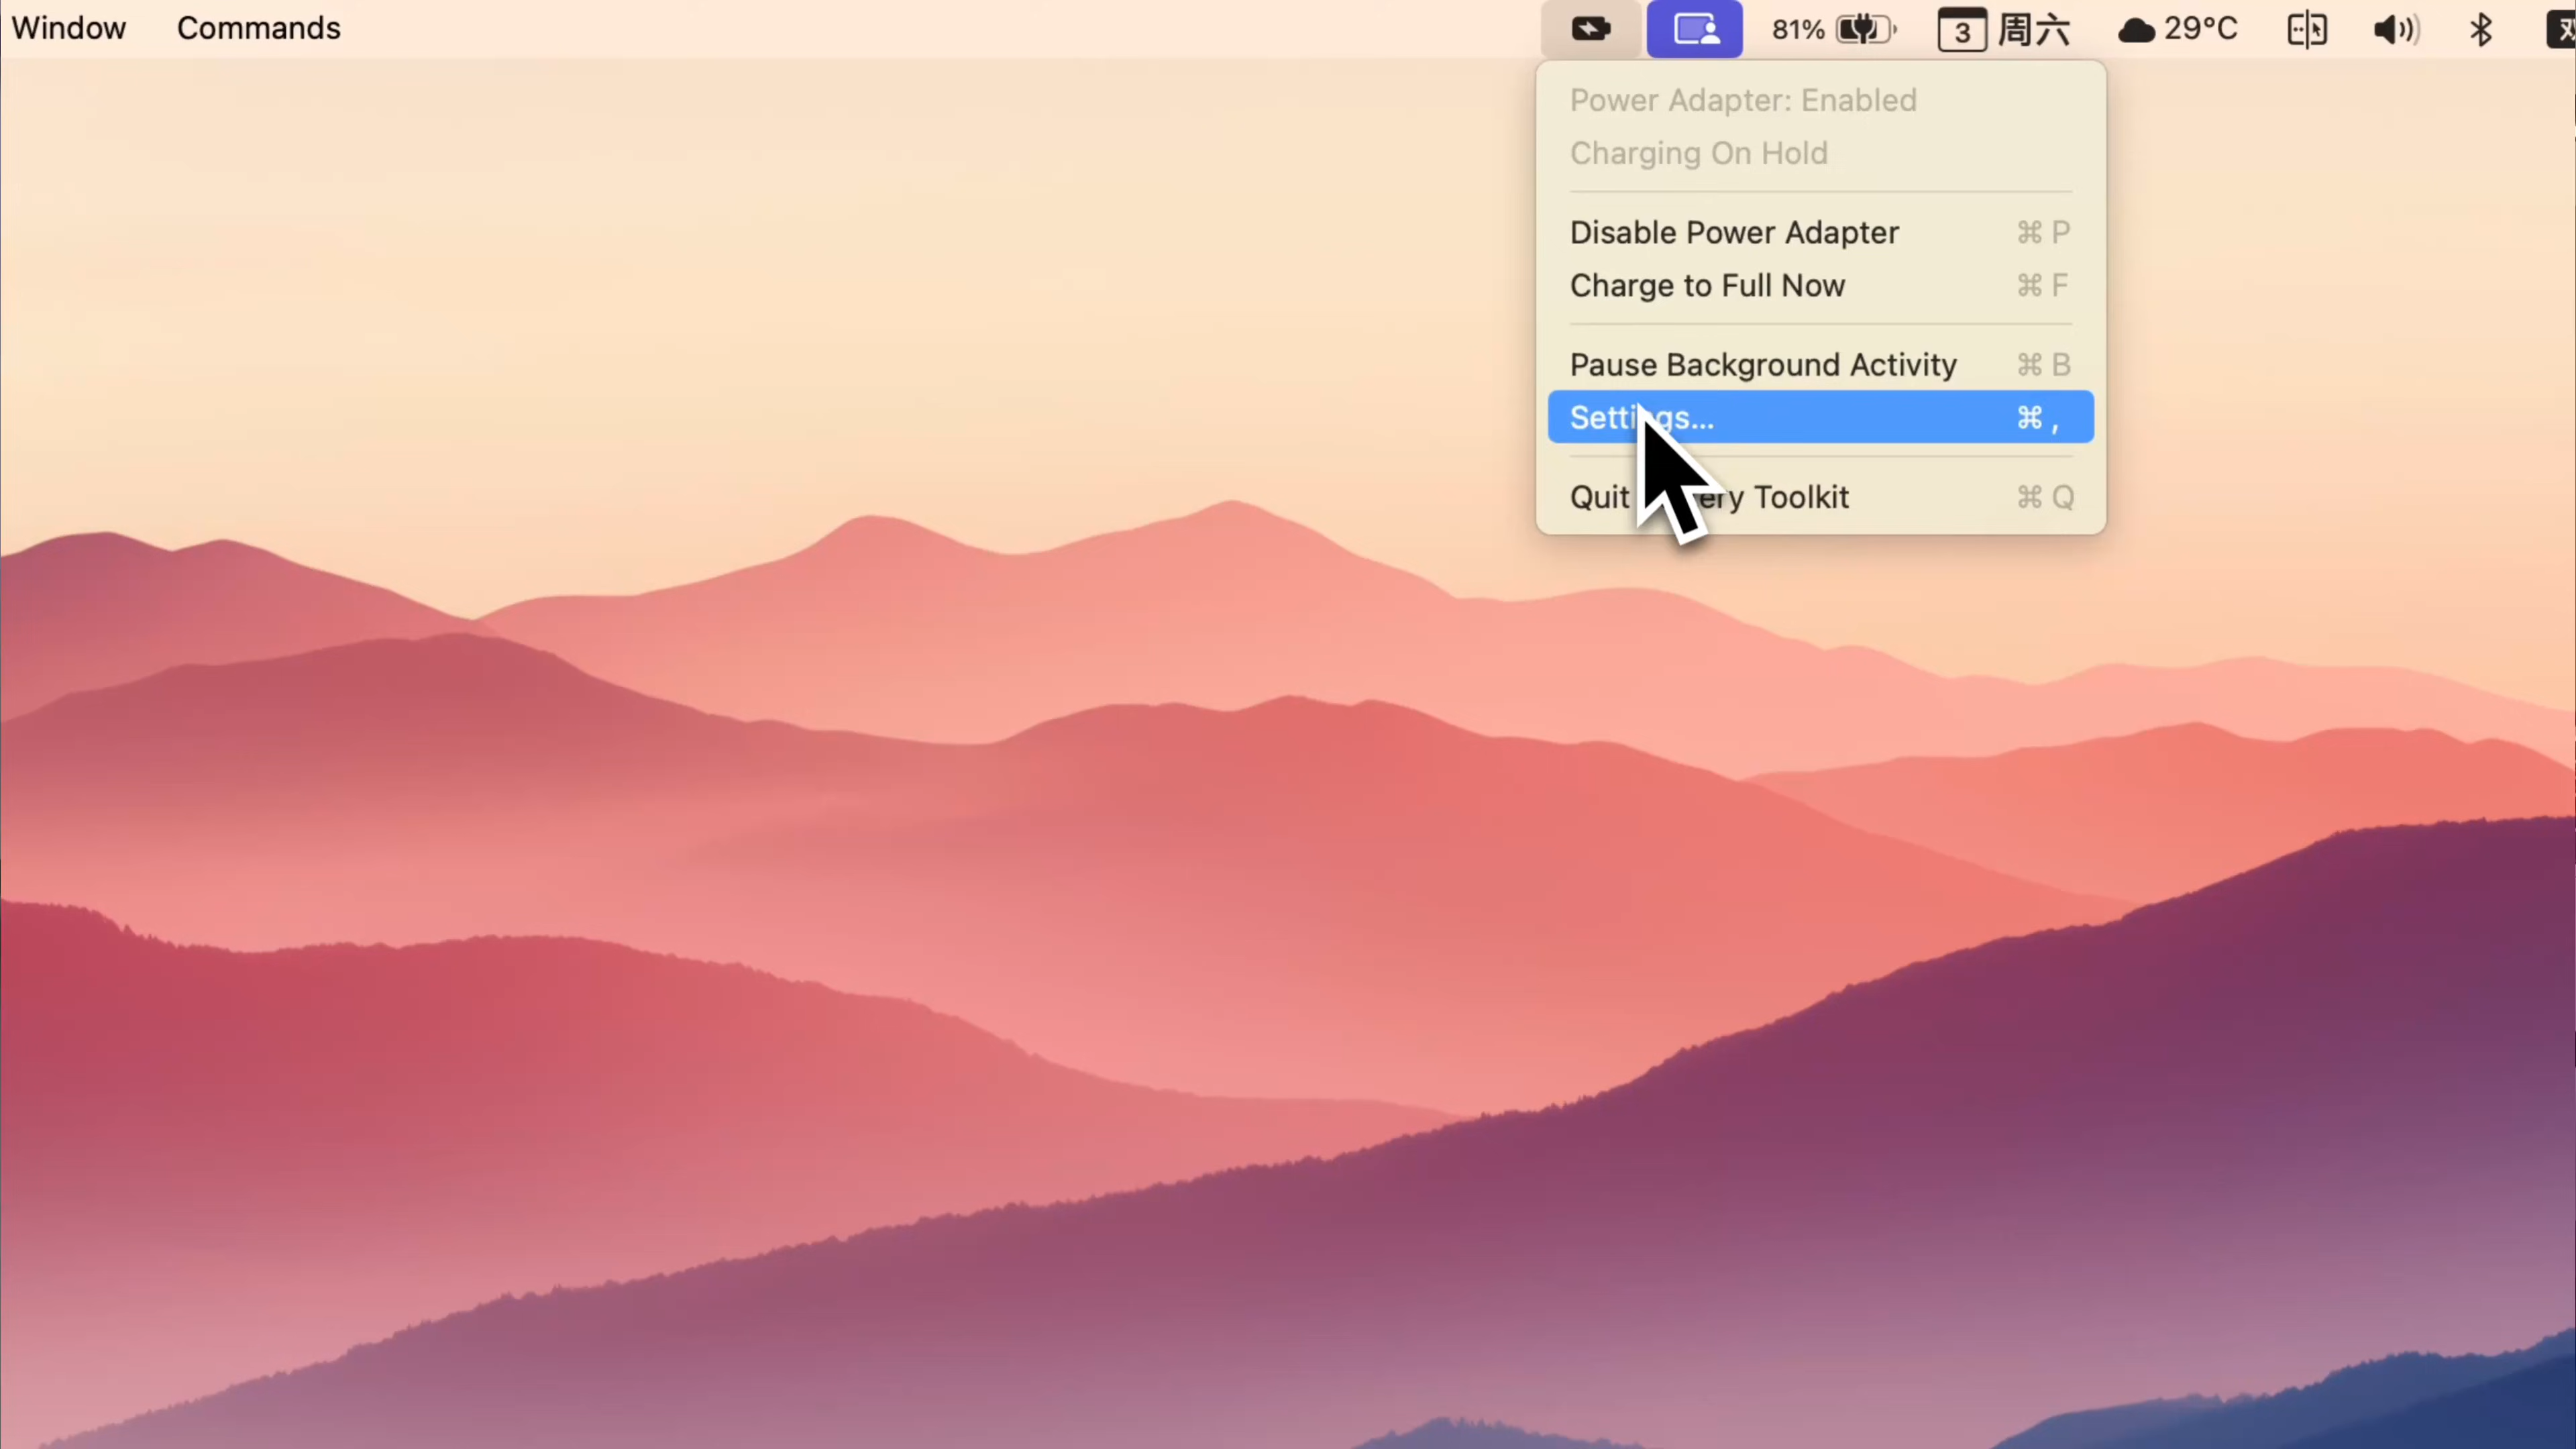 Window Commands 81% 3 周六 29°C
Power Adapter: Enabled
Charging On Hold
Disable Power Adapter ⌘ P
Charge to Full Now ⌘ F
Pause Background Activity ⌘ B
⌘ ,
Quit Toolkit ⌘ Q